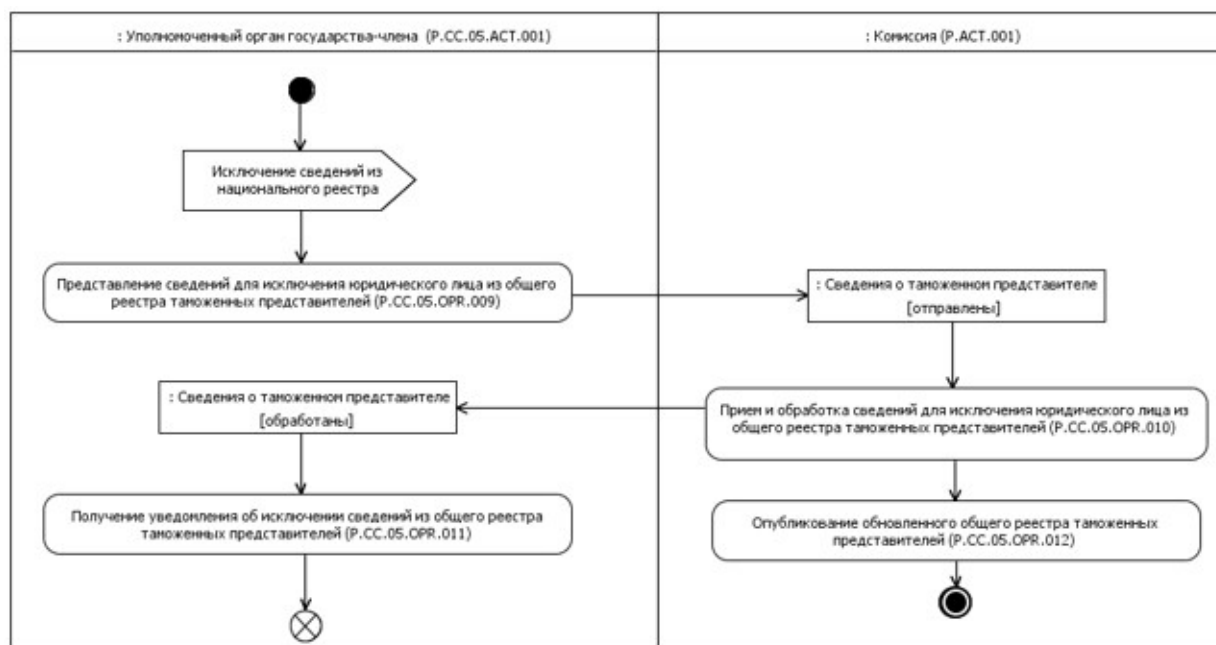 : Уполномоченный орган государства-члена (P.CC.05.ACT.001)
: Комиссия (P.ACT.001)
Исключение сведений из
национального реестра
Представление сведений для исключения юридического лица из общего
реестра таможенных представителей (P.CC.05.OPR.009)
: Сведения о таможенном представителе
[отправлены]
: Сведения о таможенном представителе
[обработаны]
Прием и обработка сведений для исключения юридического лица из
общего реестра таможенных представителей (P.CC.05.OPR.010)
Получение уведомления об исключении сведений из общего реестра
таможенных представителей (P.CC.05.OPR.011)
Опубликование обновленного общего реестра таможенных
представителей (P.CC.05.OPR.012)